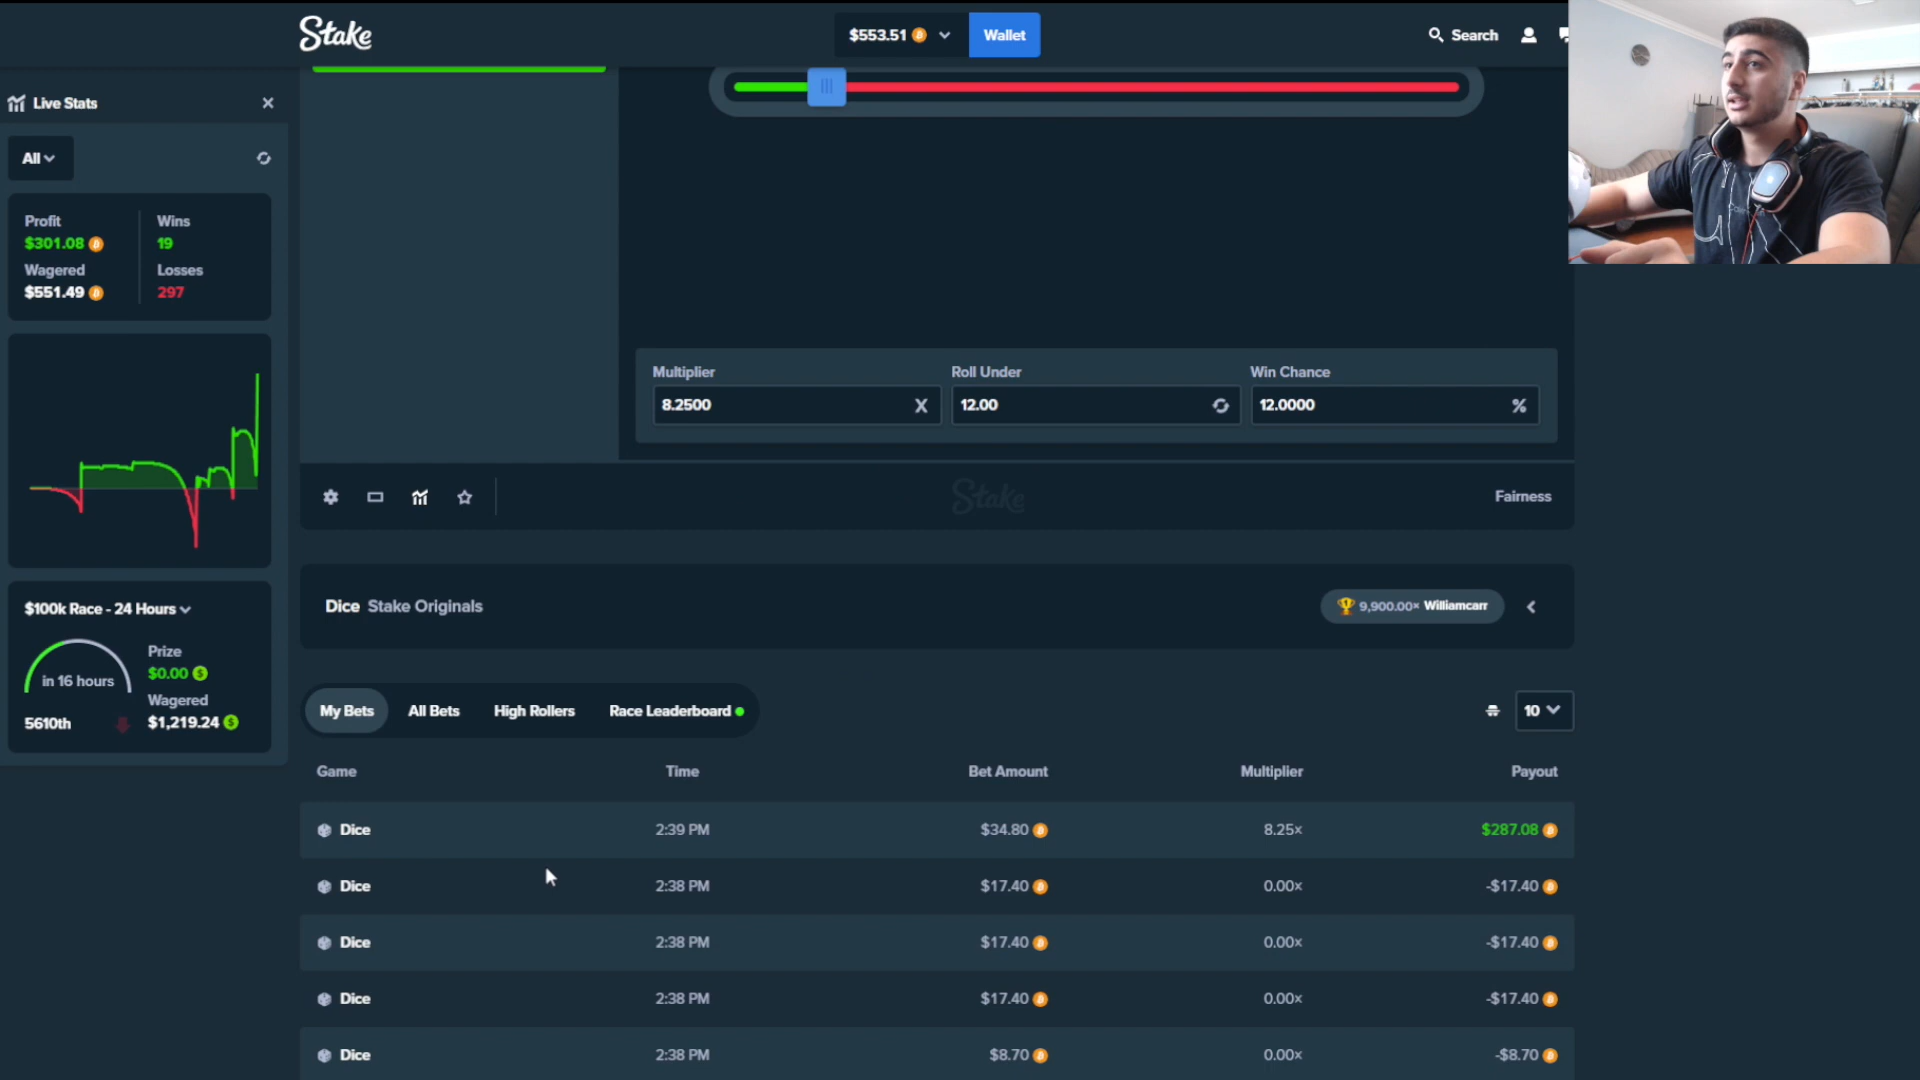 Stake
$553.51
Wallet
Search
Live Stats
All
Profit
$301.08
Wins
19
Wagered
$551.49
Losses
297
Multiplier
8.2500
Roll Under
12.00
Win Chance
12.0000 %
Stake
Fairness
$100k Race - 24 Hours
in 16 hours
Prize
$0.00
Wagered
5610th
$1,219.24
Dice Stake Originals
9,900.00× Williamcarr
My Bets
All Bets
High Rollers
Race Leaderboard
10
Game Time Bet Amount Multiplier Payout
Dice 2:39 PM $34.80 8.25× $287.08
Dice 2:38 PM $17.40 0.00× -$17.40
Dice 2:38 PM $17.40 0.00× -$17.40
Dice 2:38 PM $17.40 0.00× -$17.40
Dice 2:38 PM $8.70 0.00× -$8.70